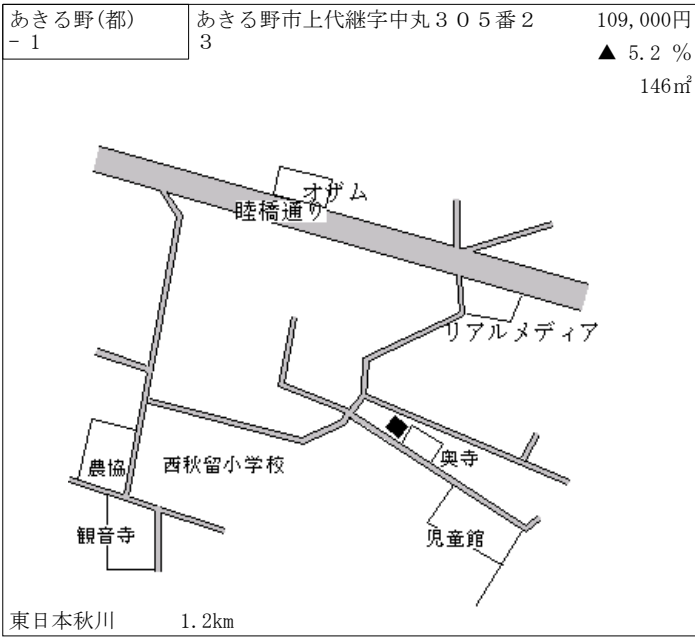 あきる野(都)
- 1
あきる野市上代継字中丸３０５番２
３
109,000円
▲ 5.2 %
146㎡
オザム
睦橋通り
リアルメディア
農協
西秋留小学校
奥寺
観音寺
児童館
東日本秋川 1.2km